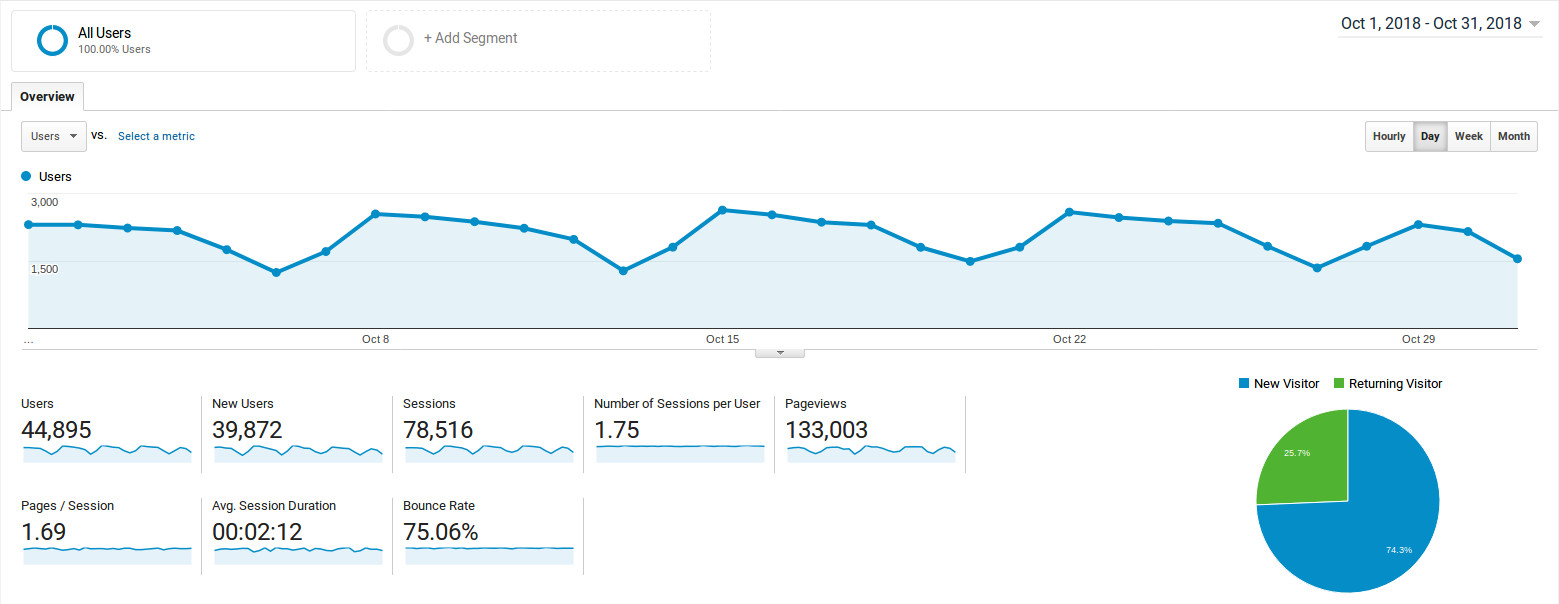 All Users
100.00% Users
+ Add Segment
Oct 1, 2018 - Oct 31, 2018
Overview
Users vs. Select a metric
Hourly Day Week Month
Users
3,000
1,500
... Oct 8 Oct 15 Oct 22 Oct 29
New Visitor Returning Visitor
Users
44,895
New Users
39,872
Sessions
78,516
Number of Sessions per User
1.75
Pageviews
133,003
Pages / Session
1.69
Avg. Session Duration
00:02:12
Bounce Rate
75.06%
25.7%
74.3%